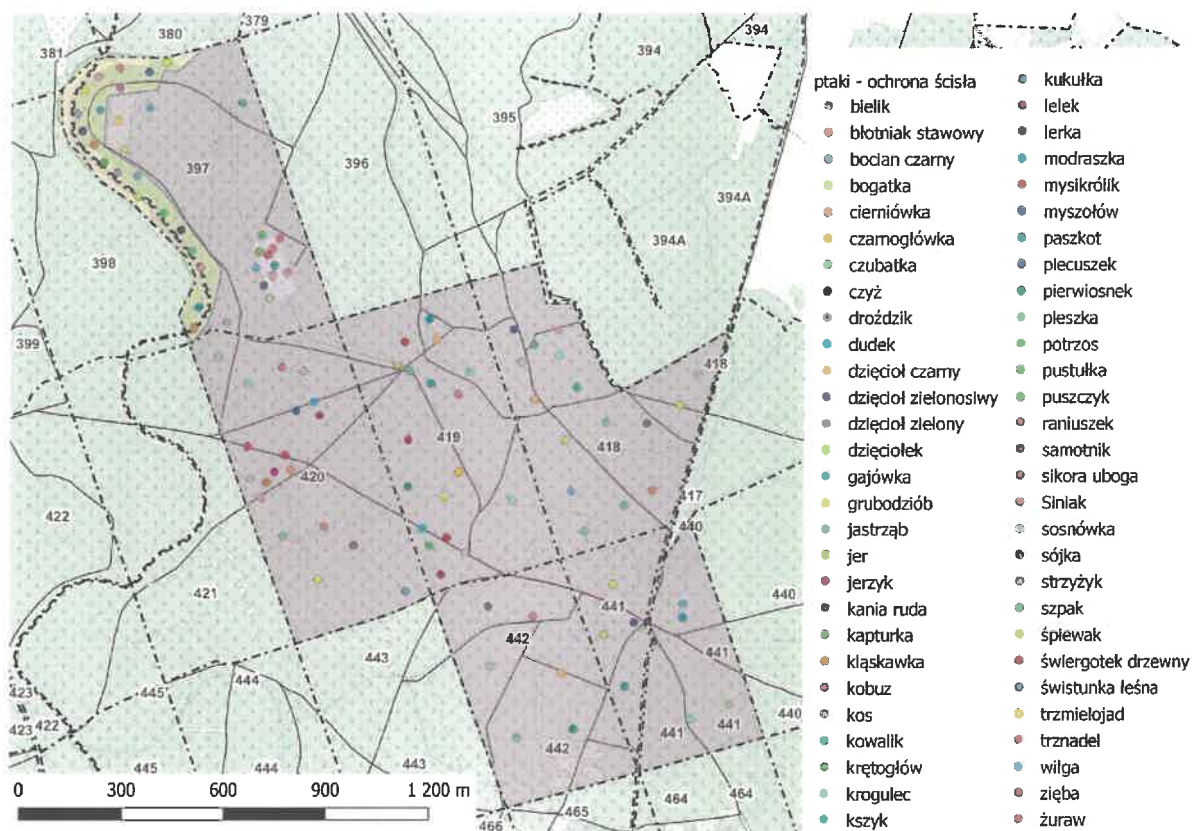 379
380
381
394
394
395
394A
396
397
394A
398
399
418
419
418
420
422
417
440
421
440
441
442
443
441
444
445
423
422
423
440
441
441
442
443
444
445
464
464
465
466
0 300 600 900 1 200 m
ptaki - ochrona ścisła
bielik
błotniak stawowy
bocian czarny
bogatka
cierniówka
czarnogłówka
czubatka
czyż
droździk
dudek
dzięcioł czarny
dzięcioł zielonosiwy
dzięcioł zielony
dzięciołek
gajówka
grubodziób
jastrząb
jer
jerzyk
kania ruda
kapturka
kląskawka
kobuz
kos
kowalik
krętogłów
krogulec
kszyk
kukułka
lelek
lerka
modraszka
mysikrólik
myszołów
paszkot
piecuszek
pierwiosnek
pleszka
potrzos
pustułka
puszczyk
raniuszek
samotnik
sikora uboga
Siniak
sosnówka
sójka
strzyżyk
szpak
śpiewak
świergotek drzewny
świstunka leśna
trzmielojad
trznadel
wilga
zięba
żuraw